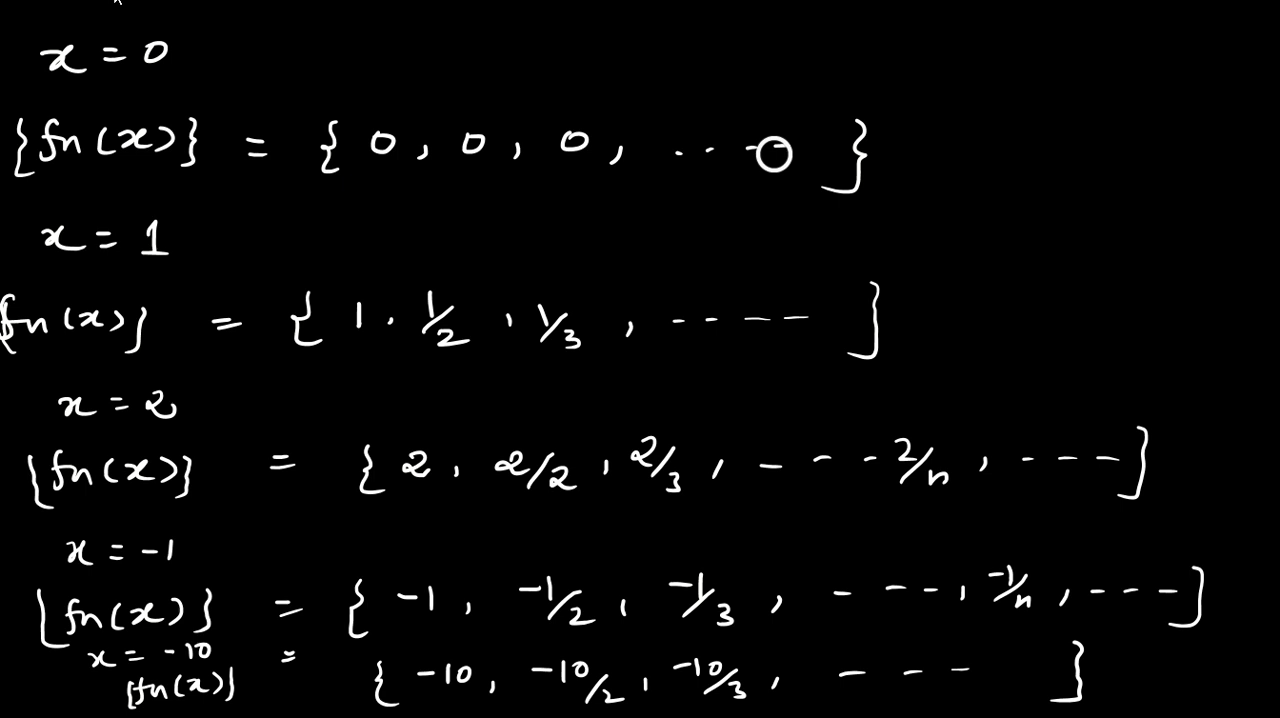 x = 0
{fn(x)} = { 0 , 0 , 0 , ... 0 }
x = 1
{fn(x)} = { 1 . 1/2 , 1/3 , ---- }
x = 2
{fn(x)} = { 2 , 2/2 , 2/3 , --- 2/n , --- }
x = -1
{fn(x)} = { -1 , -1/2 , -1/3 , ---- , -1/n , --- }
x = -10
{fn(x)} = { -10 , -10/2 , -10/3 , --- }